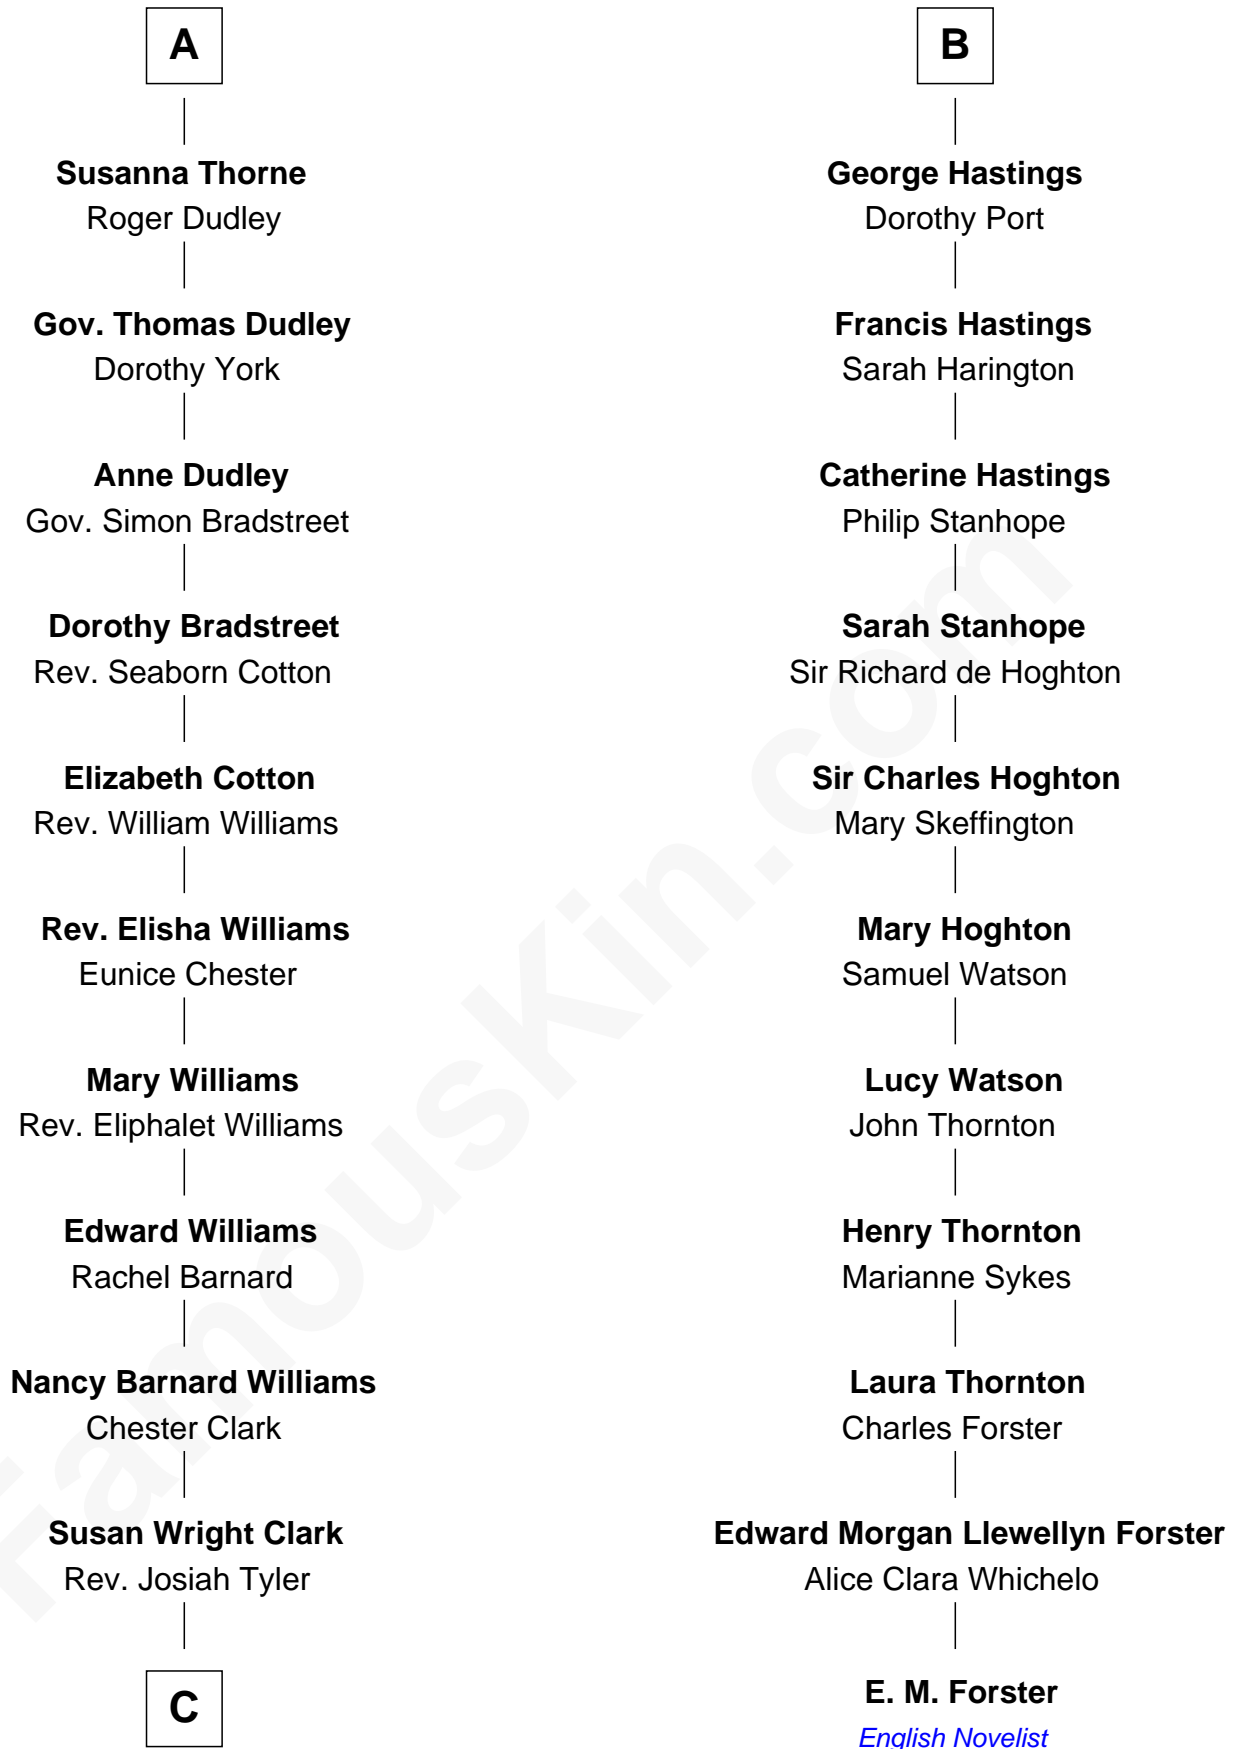 A
Susanna Thorne
Roger Dudley
Gov. Thomas Dudley
Dorothy York
Anne Dudley
Gov. Simon Bradstreet
Dorothy Bradstreet
Rev. Seaborn Cotton
Elizabeth Cotton
Rev. William Williams
Rev. Elisha Williams
Eunice Chester
Mary Williams
Rev. Eliphalet Williams
Edward Williams
Rachel Barnard
Nancy Barnard Williams
Chester Clark
Susan Wright Clark
Rev. Josiah Tyler
C
B
George Hastings
Dorothy Port
Francis Hastings
Sarah Harington
Catherine Hastings
Philip Stanhope
Sarah Stanhope
Sir Richard de Hoghton
Sir Charles Hoghton
Mary Skeffington
Mary Hoghton
Samuel Watson
Lucy Watson
John Thornton
Henry Thornton
Marianne Sykes
Laura Thornton
Charles Forster
Edward Morgan Llewellyn Forster
Alice Clara Whichelo
E. M. Forster
English Novelist
FamousKin.com